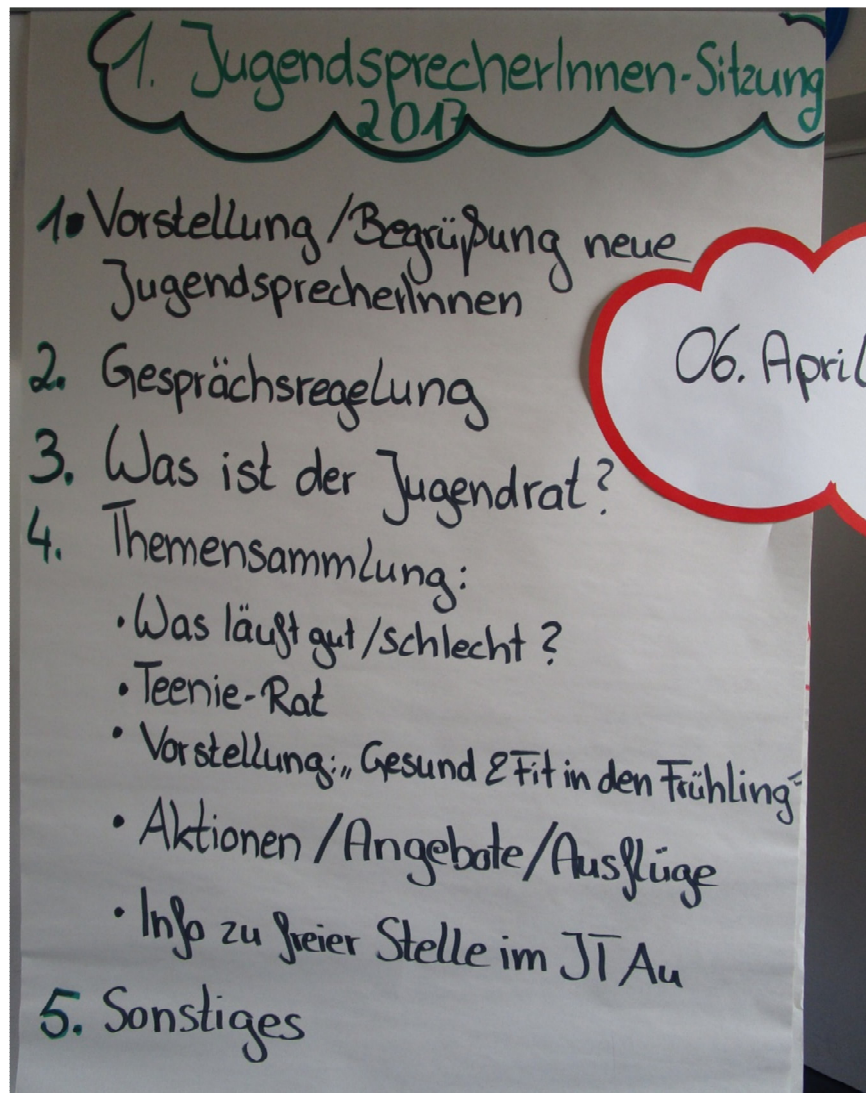 1. JugendsprecherInnen-Sitzung
2017
1. Vorstellung/Begrüßung neue
JugendsprecherInnen
06. April
2. Gesprächsregelung
3. Was ist der Jugendrat?
4. Themensammlung:
• Was läuft gut/schlecht?
• Teenie-Rat
• Vorstellung: „Gesund & Fit in den Frühling“
• Aktionen/Angebote/Ausflüge
• Info zu freier Stelle im JT Au
5. Sonstiges